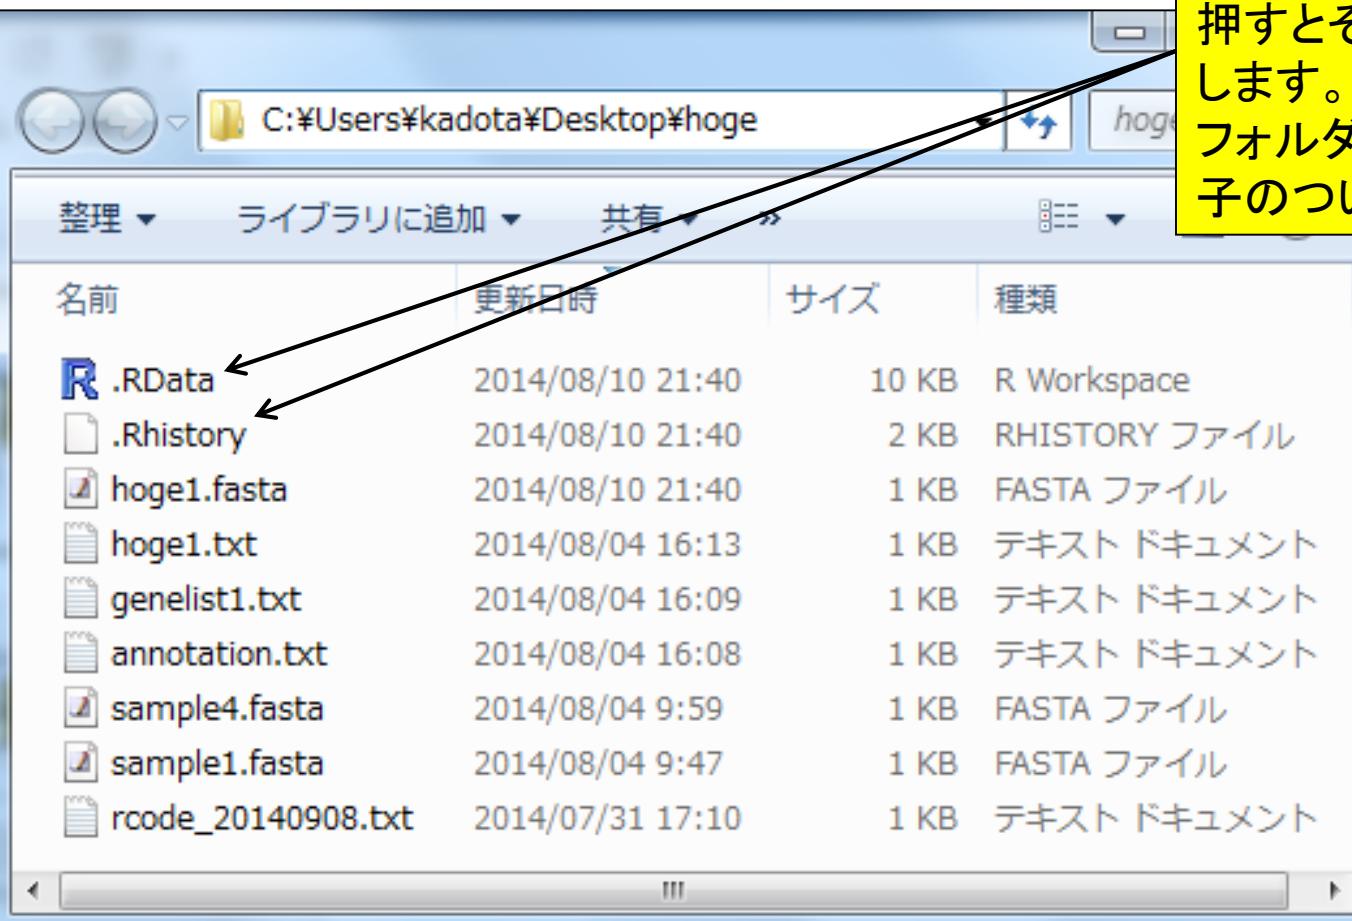 押すとそ
します。
フォルダ
子のつい
C:¥Users¥kadota¥Desktop¥hoge
hoge
整理 ライブラリに追加 共有 »
名前 更新日時 サイズ 種類
.RData 2014/08/10 21:40 10 KB R Workspace
.Rhistory 2014/08/10 21:40 2 KB RHISTORY ファイル
hoge1.fasta 2014/08/10 21:40 1 KB FASTA ファイル
hoge1.txt 2014/08/04 16:13 1 KB テキスト ドキュメント
genelist1.txt 2014/08/04 16:09 1 KB テキスト ドキュメント
annotation.txt 2014/08/04 16:08 1 KB テキスト ドキュメント
sample4.fasta 2014/08/04 9:59 1 KB FASTA ファイル
sample1.fasta 2014/08/04 9:47 1 KB FASTA ファイル
rcode_20140908.txt 2014/07/31 17:10 1 KB テキスト ドキュメント